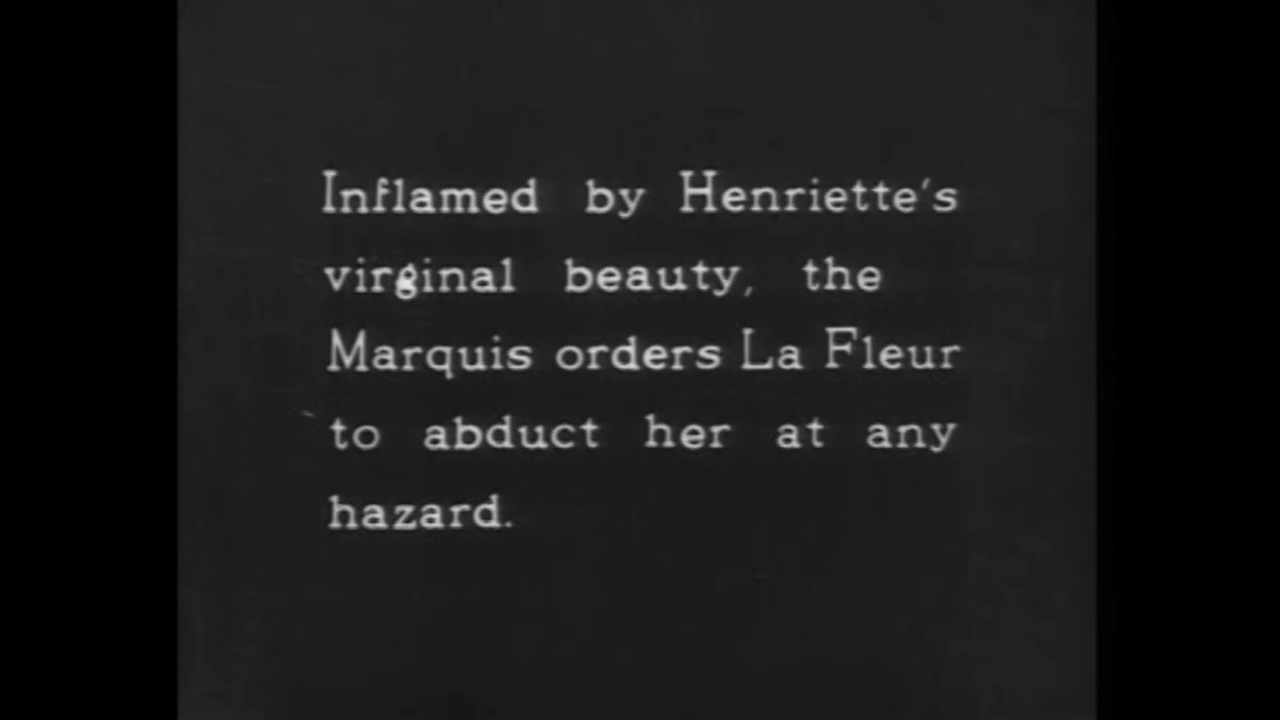 Inflamed by Henriette's
virginal beauty, the
Marquis orders La Fleur
to abduct her at any
hazard.